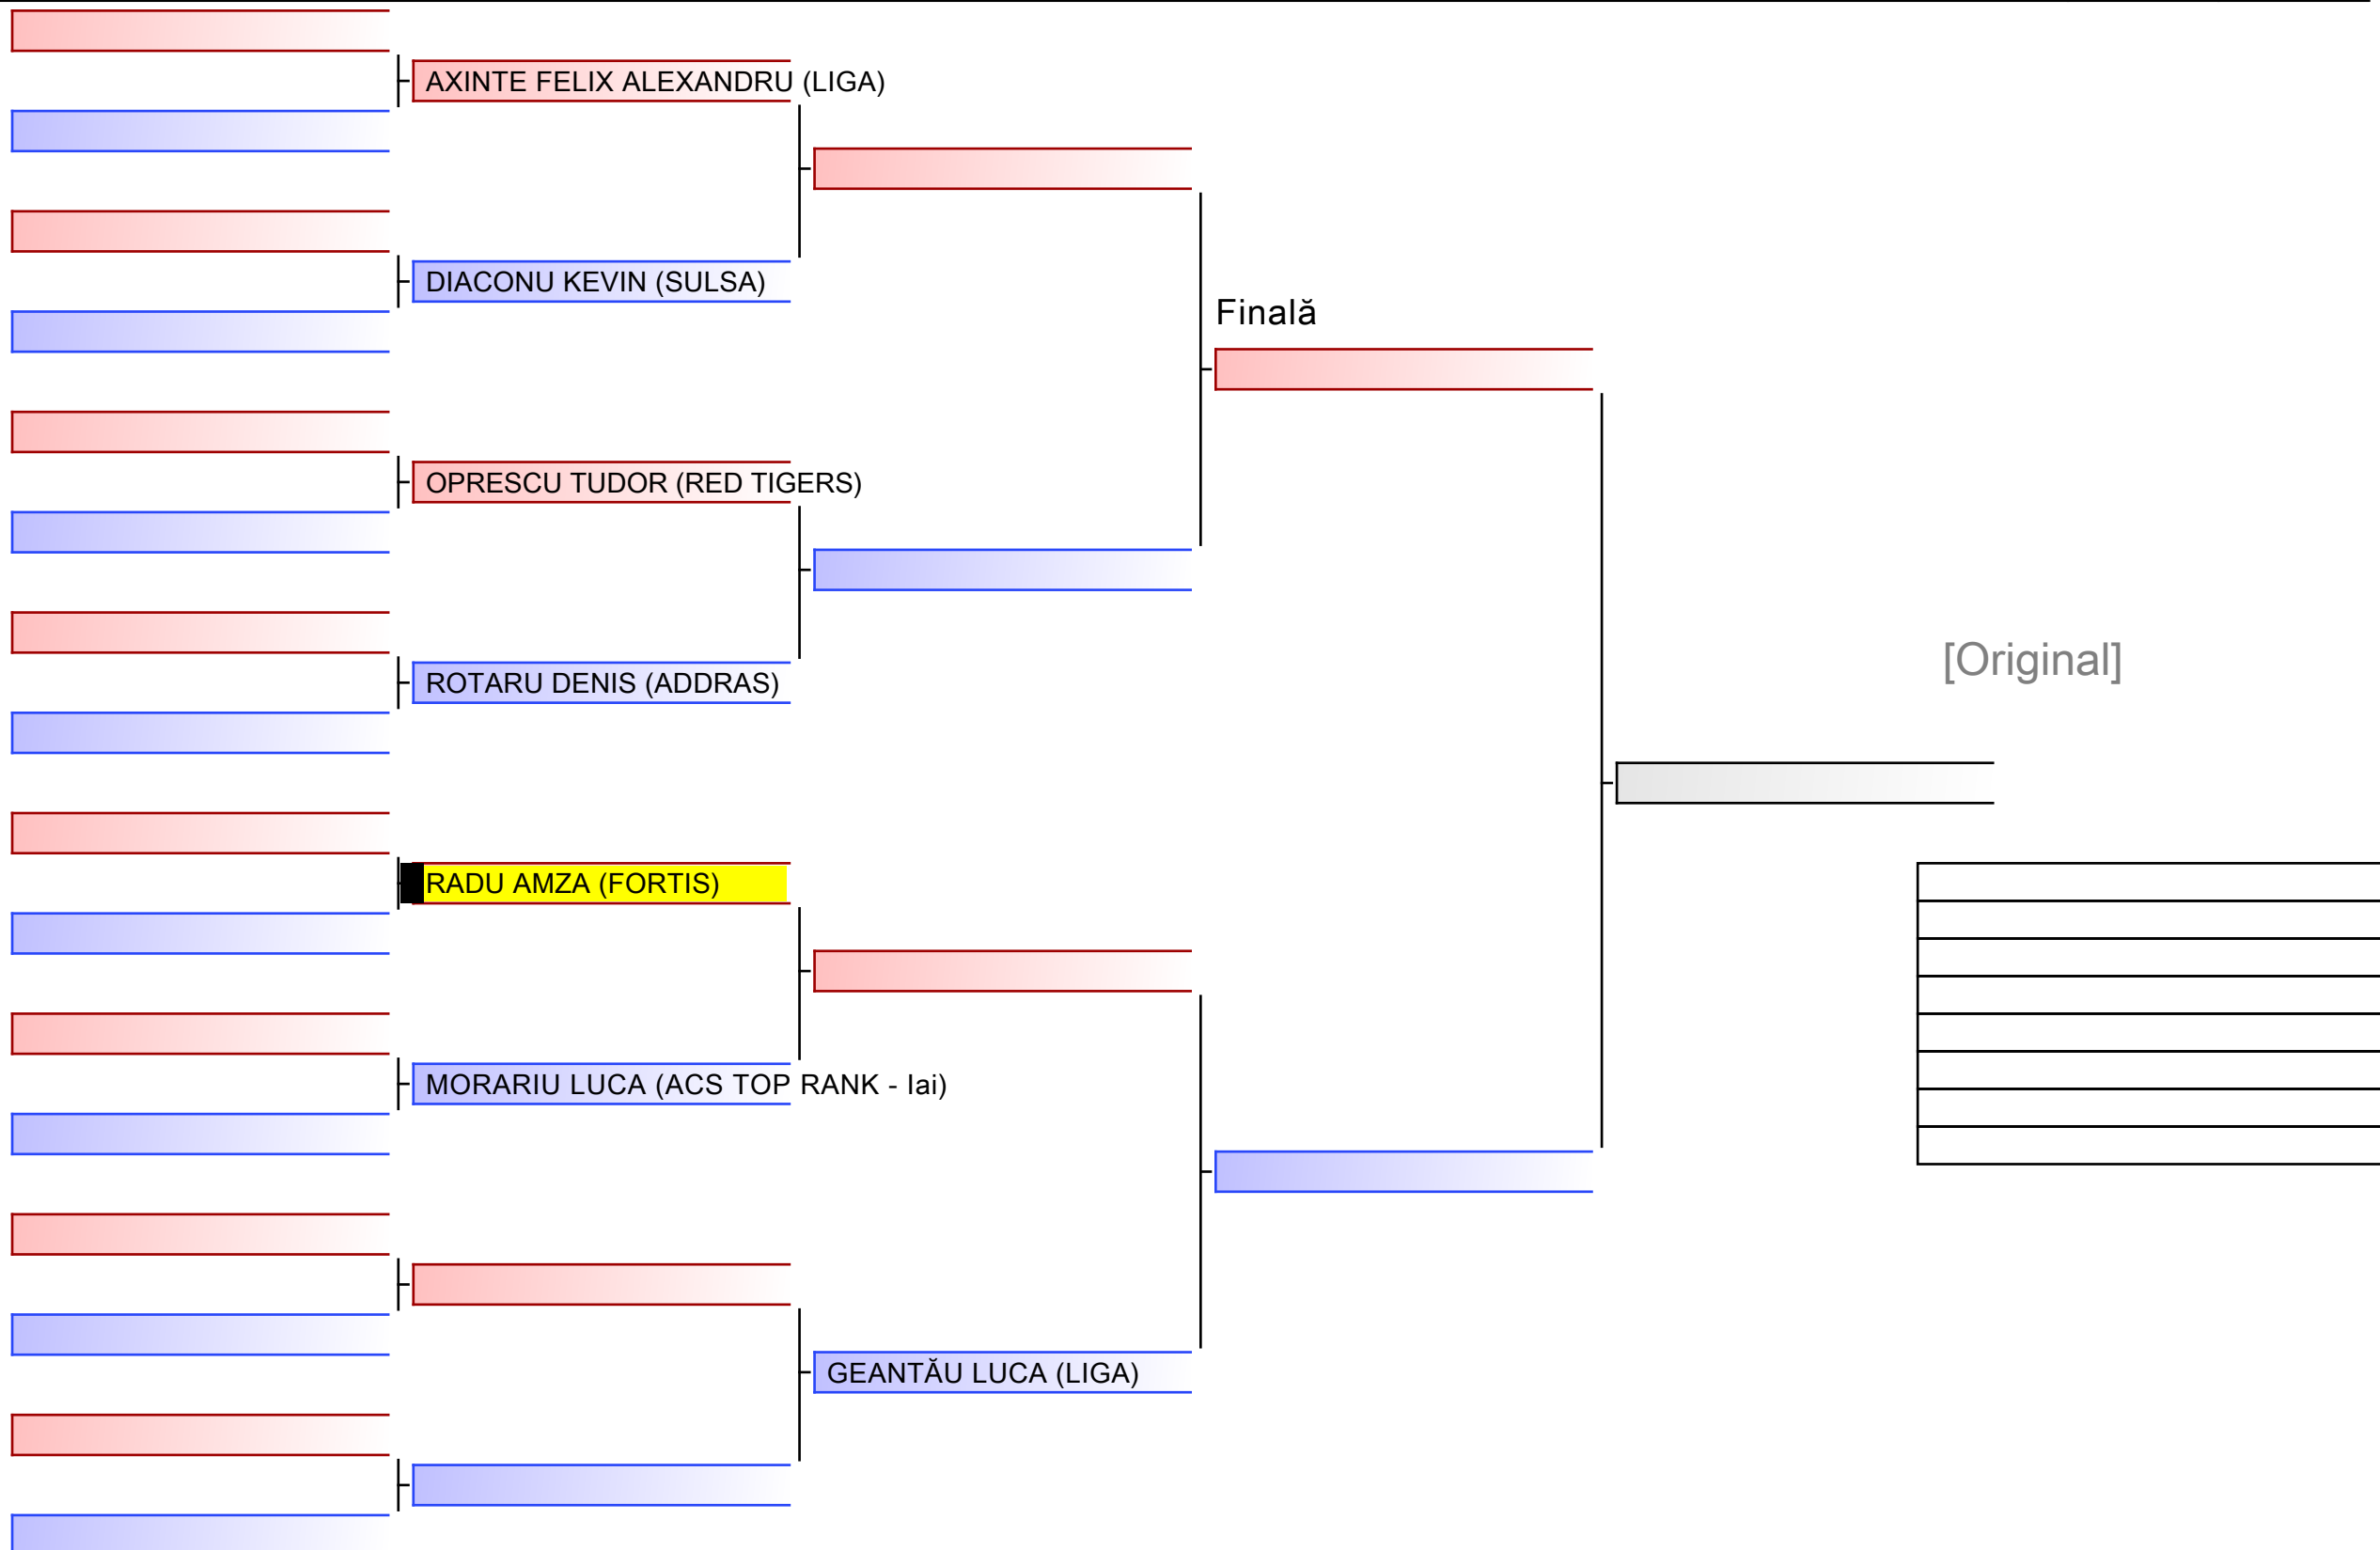 AXINTE FELIX ALEXANDRU (LIGA)
DIACONU KEVIN (SULSA)
Finală
OPRESCU TUDOR (RED TIGERS)
[Original]
ROTARU DENIS (ADDRAS)
RADU AMZA (FORTIS)
MORARIU LUCA (ACS TOP RANK - Iai)
GEANTĂU LUCA (LIGA)